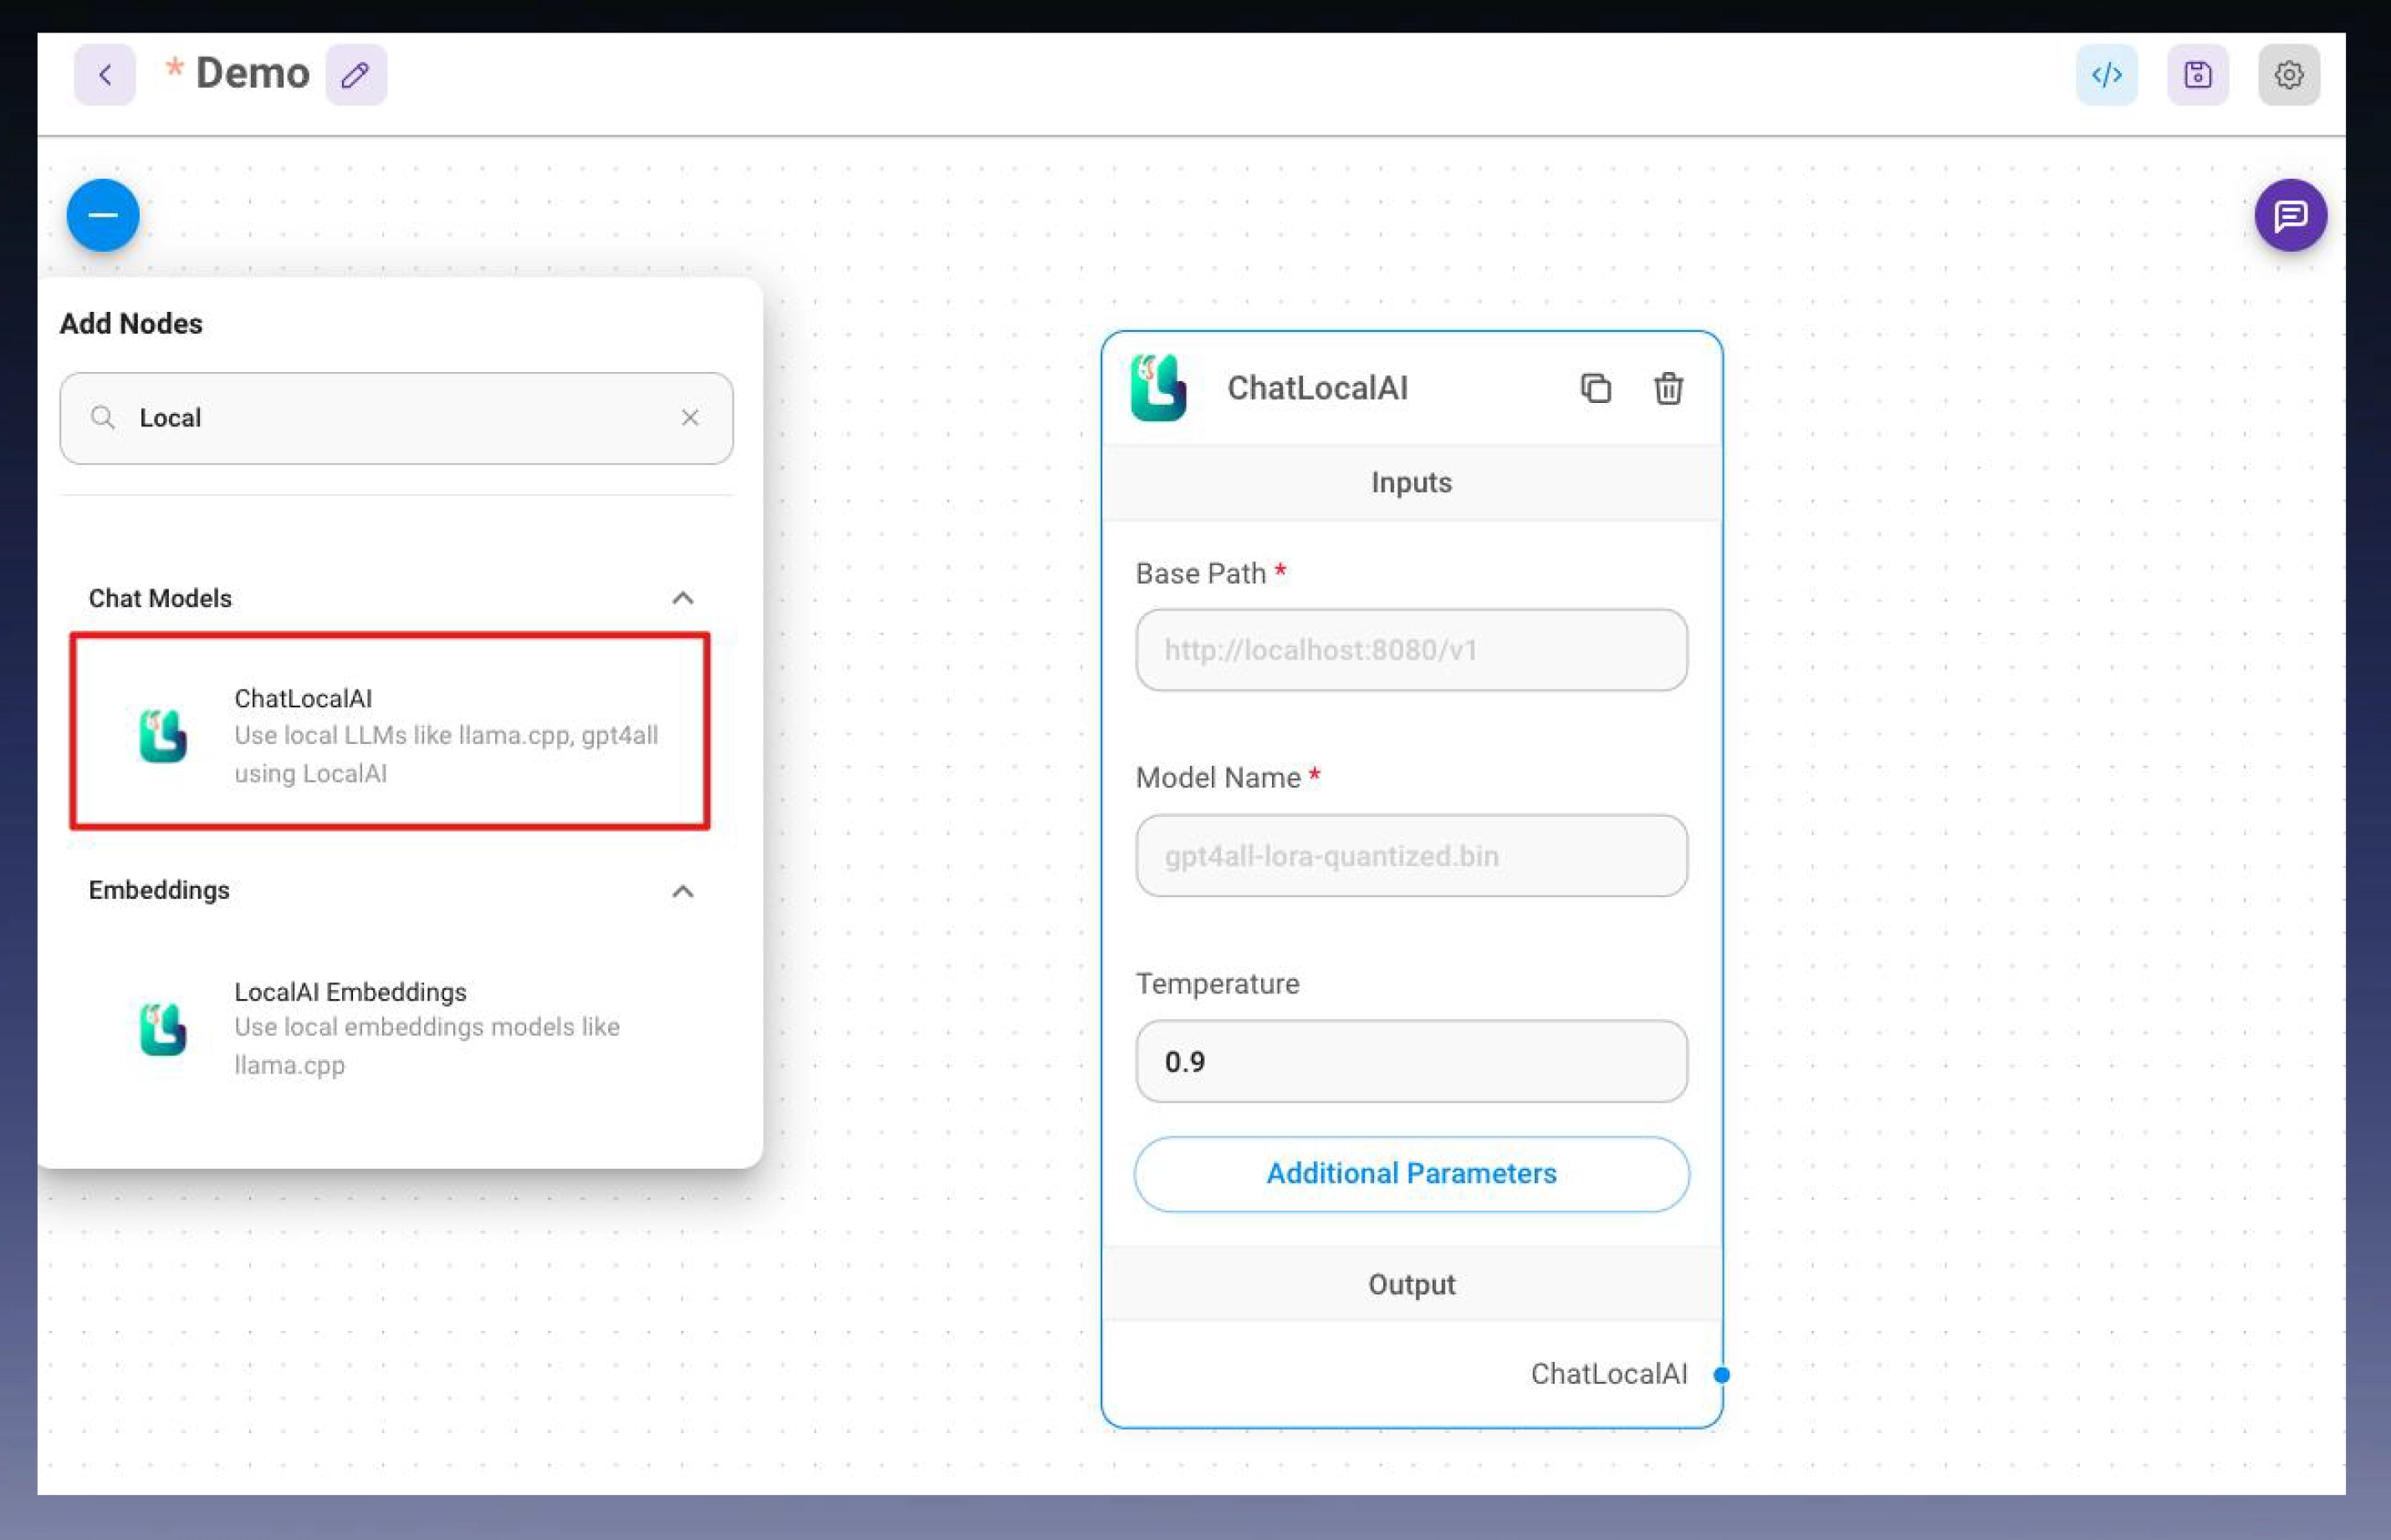 * Demo
Add Nodes
Local
Chat Models
ChatLocalAI
Use local LLMs like llama.cpp, gpt4all
using LocalAI
Embeddings
LocalAI Embeddings
Use local embeddings models like
llama.cpp
ChatLocalAI
Inputs
Base Path *
http://localhost:8080/v1
Model Name *
gpt4all-lora-quantized.bin
Temperature
0.9
Additional Parameters
Output
ChatLocalAI